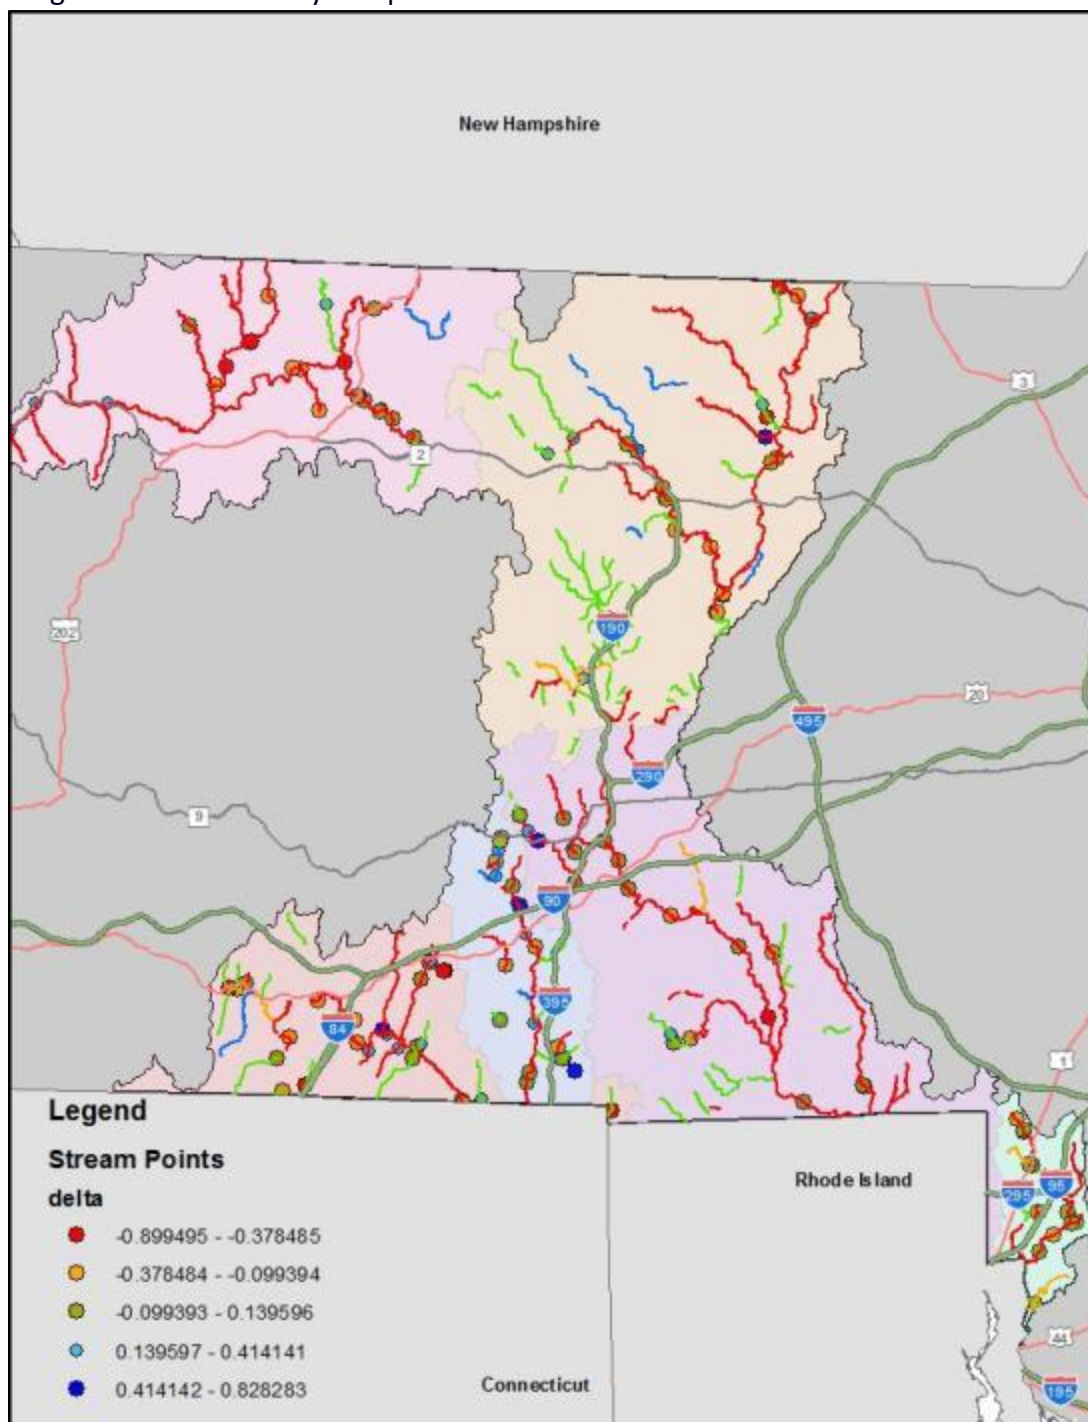 New Hampshire
3
2
202
190
20
495
290
9
90
395
84
1
Legend
Stream Points
delta
-0.899495 - -0.378485
-0.378484 - -0.099394
-0.099393 - 0.139596
0.139597 - 0.414141
0.414142 - 0.828283
Rhode Island
295
95
44
Connecticut
195